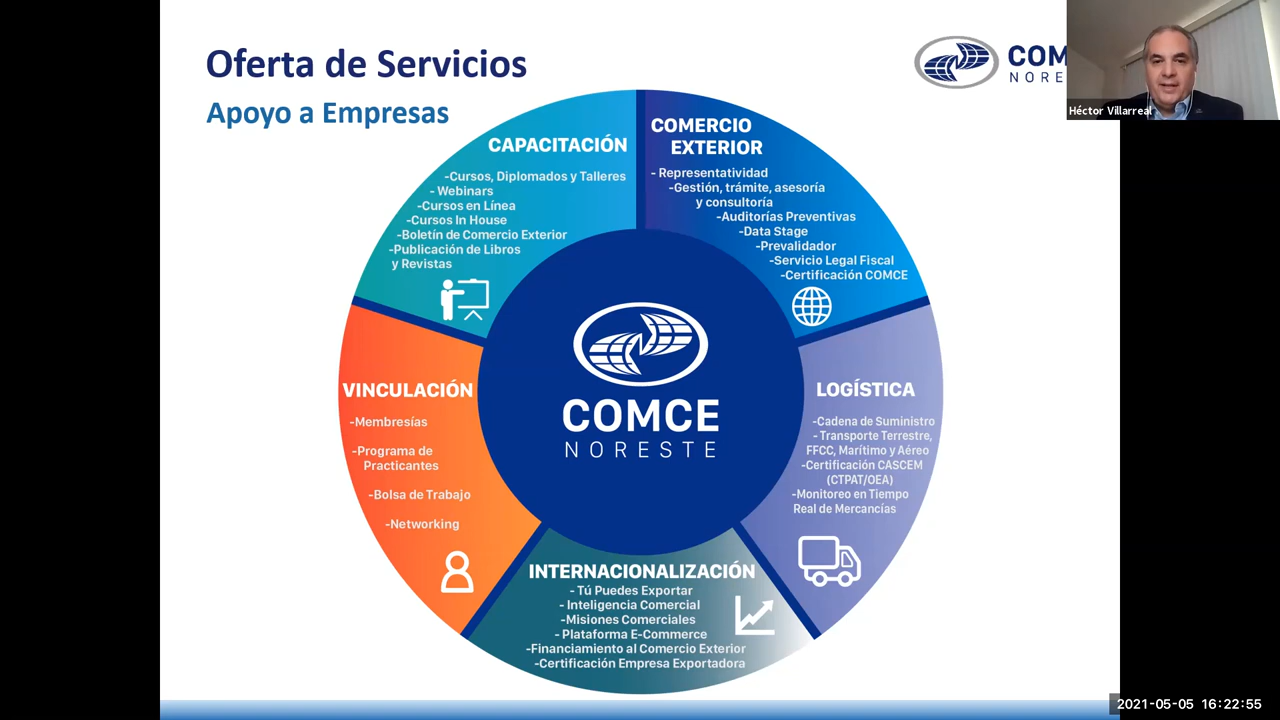 Oferta de Servicios
Apoyo a Empresas
COM
NORE
Héctor Villarreal
CAPACITACIÓN
-Cursos, Diplomados y Talleres
- Webinars
-Cursos en Línea
-Cursos In House
-Boletín de Comercio Exterior
-Publicación de Libros
y Revistas
COMERCIO
EXTERIOR
- Representatividad
-Gestión, trámite, asesoría
y consultoría
-Auditorías Preventivas
-Data Stage
-Prevalidador
-Servicio Legal Fiscal
-Certificación COMCE
VINCULACIÓN
-Membresías
-Programa de
Practicantes
-Bolsa de Trabajo
-Networking
COMCE
NORESTE
LOGÍSTICA
-Cadena de Suministro
- Transporte Terrestre,
FFCC, Marítimo y Aéreo
-Certificación CASCEM
(CTPAT/OEA)
-Monitoreo en Tiempo
Real de Mercancías
INTERNACIONALIZACIÓN
- Tú Puedes Exportar
- Inteligencia Comercial
-Misiones Comerciales
- Plataforma E-Commerce
-Financiamiento al Comercio Exterior
-Certificación Empresa Exportadora
2021-05-05 16:22:55